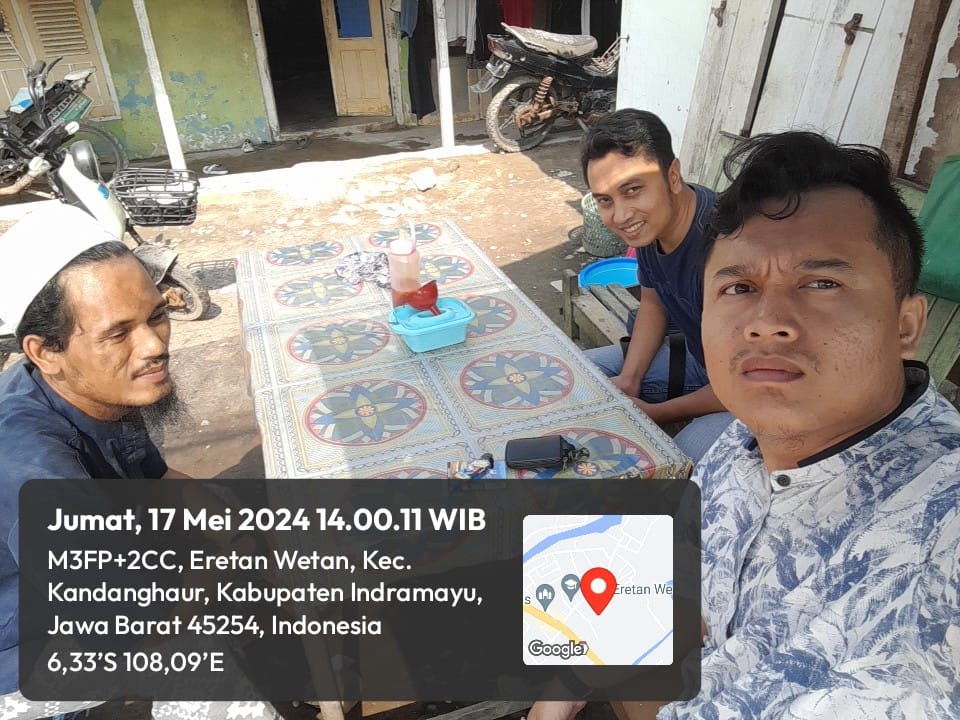 Jumat, 17 Mei 2024 14.00.11 WIB
M3FP+2CC, Eretan Wetan, Kec.
Kandanghaur, Kabupaten Indramayu,
Jawa Barat 45254, Indonesia
6,33'S 108,09'E
Eretan We
s
Google